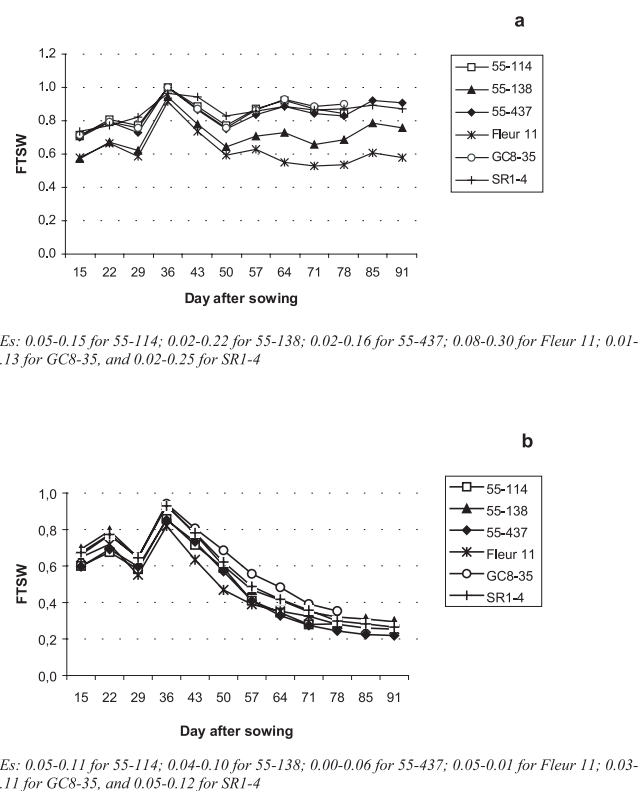 a
1.2
1.0
0.8
0.6
0.4
0.2
0.0
FTSW
15 22 29 36 43 50 57 64 71 78 85 91
Day after sowing
55-114
55-138
55-437
Fleur 11
GC8-35
SR1-4
Es: 0.05-0.15 for 55-114; 0.02-0.22 for 55-138; 0.02-0.16 for 55-437; 0.08-0.30 for Fleur 11; 0.01-
.13 for GC8-35, and 0.02-0.25 for SR1-4
b
1,0
0,8
0,6
0,4
0,2
0,0
FTSW
15 22 29 36 43 50 57 64 71 78 85 91
Day after sowing
55-114
55-138
55-437
Fleur 11
GC8-35
SR1-4
Es: 0.05-0.11 for 55-114; 0.04-0.10 for 55-138; 0.00-0.06 for 55-437; 0.05-0.01 for Fleur 11; 0.03-
.11 for GC8-35, and 0.05-0.12 for SR1-4